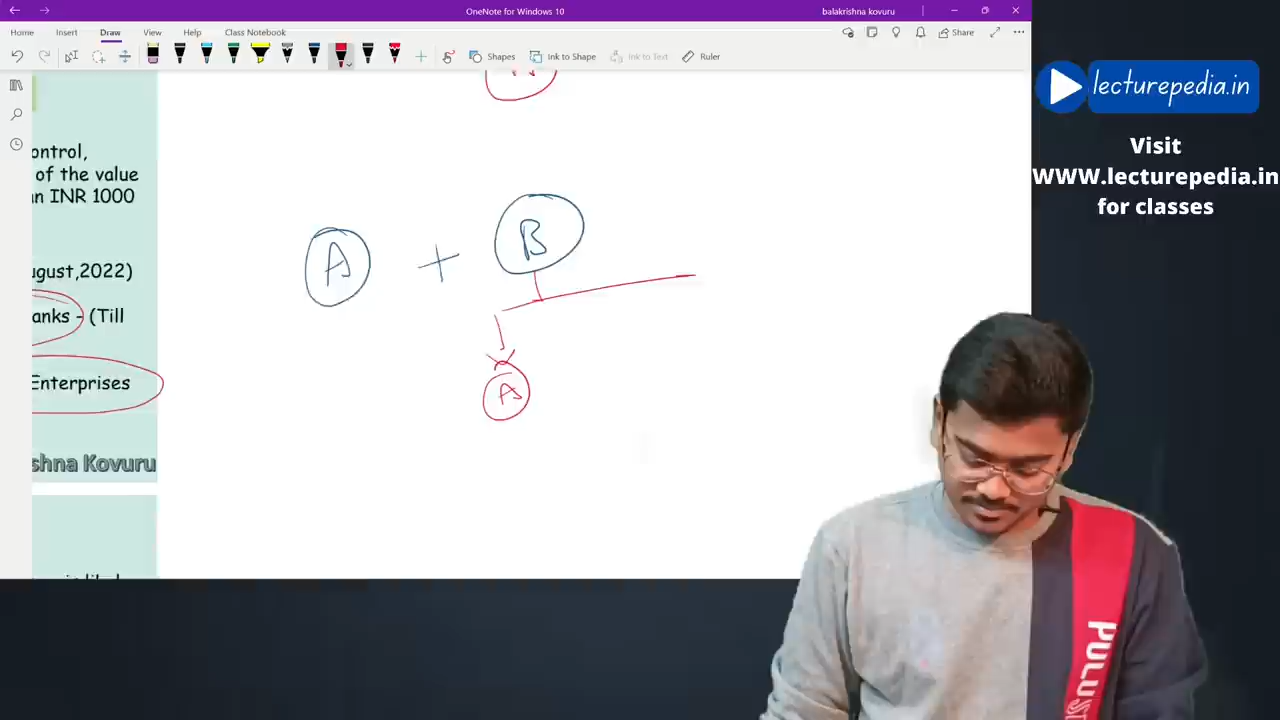 OneNote for Windows 10
balakrishna kovuru
Home Insert Draw View Help Class Notebook
Share
Shapes Ink to Shape Ink to Text Ruler
ontrol,
of the value
n INR 1000
ugust,2022)
anks - (Till
Enterprises
shna Kovuru
A + B
A
lecturepedia.in
Visit
WWW.lecturepedia.in
for classes
PULU